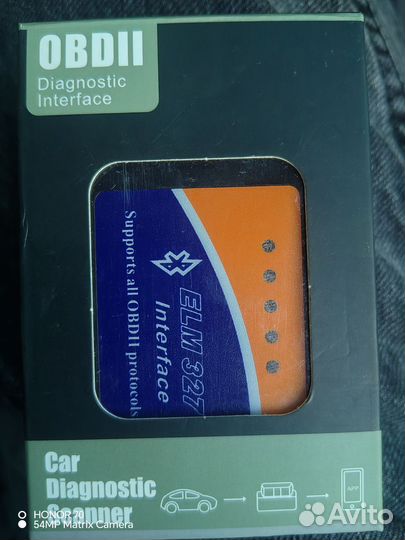 OBDII
Diagnostic
Interface
Supports all OBDII protocols
ELM 327
Interface
Car
Diagnostic
Scanner
APP
HONOR 70
54MP Matrix Camera
Avito